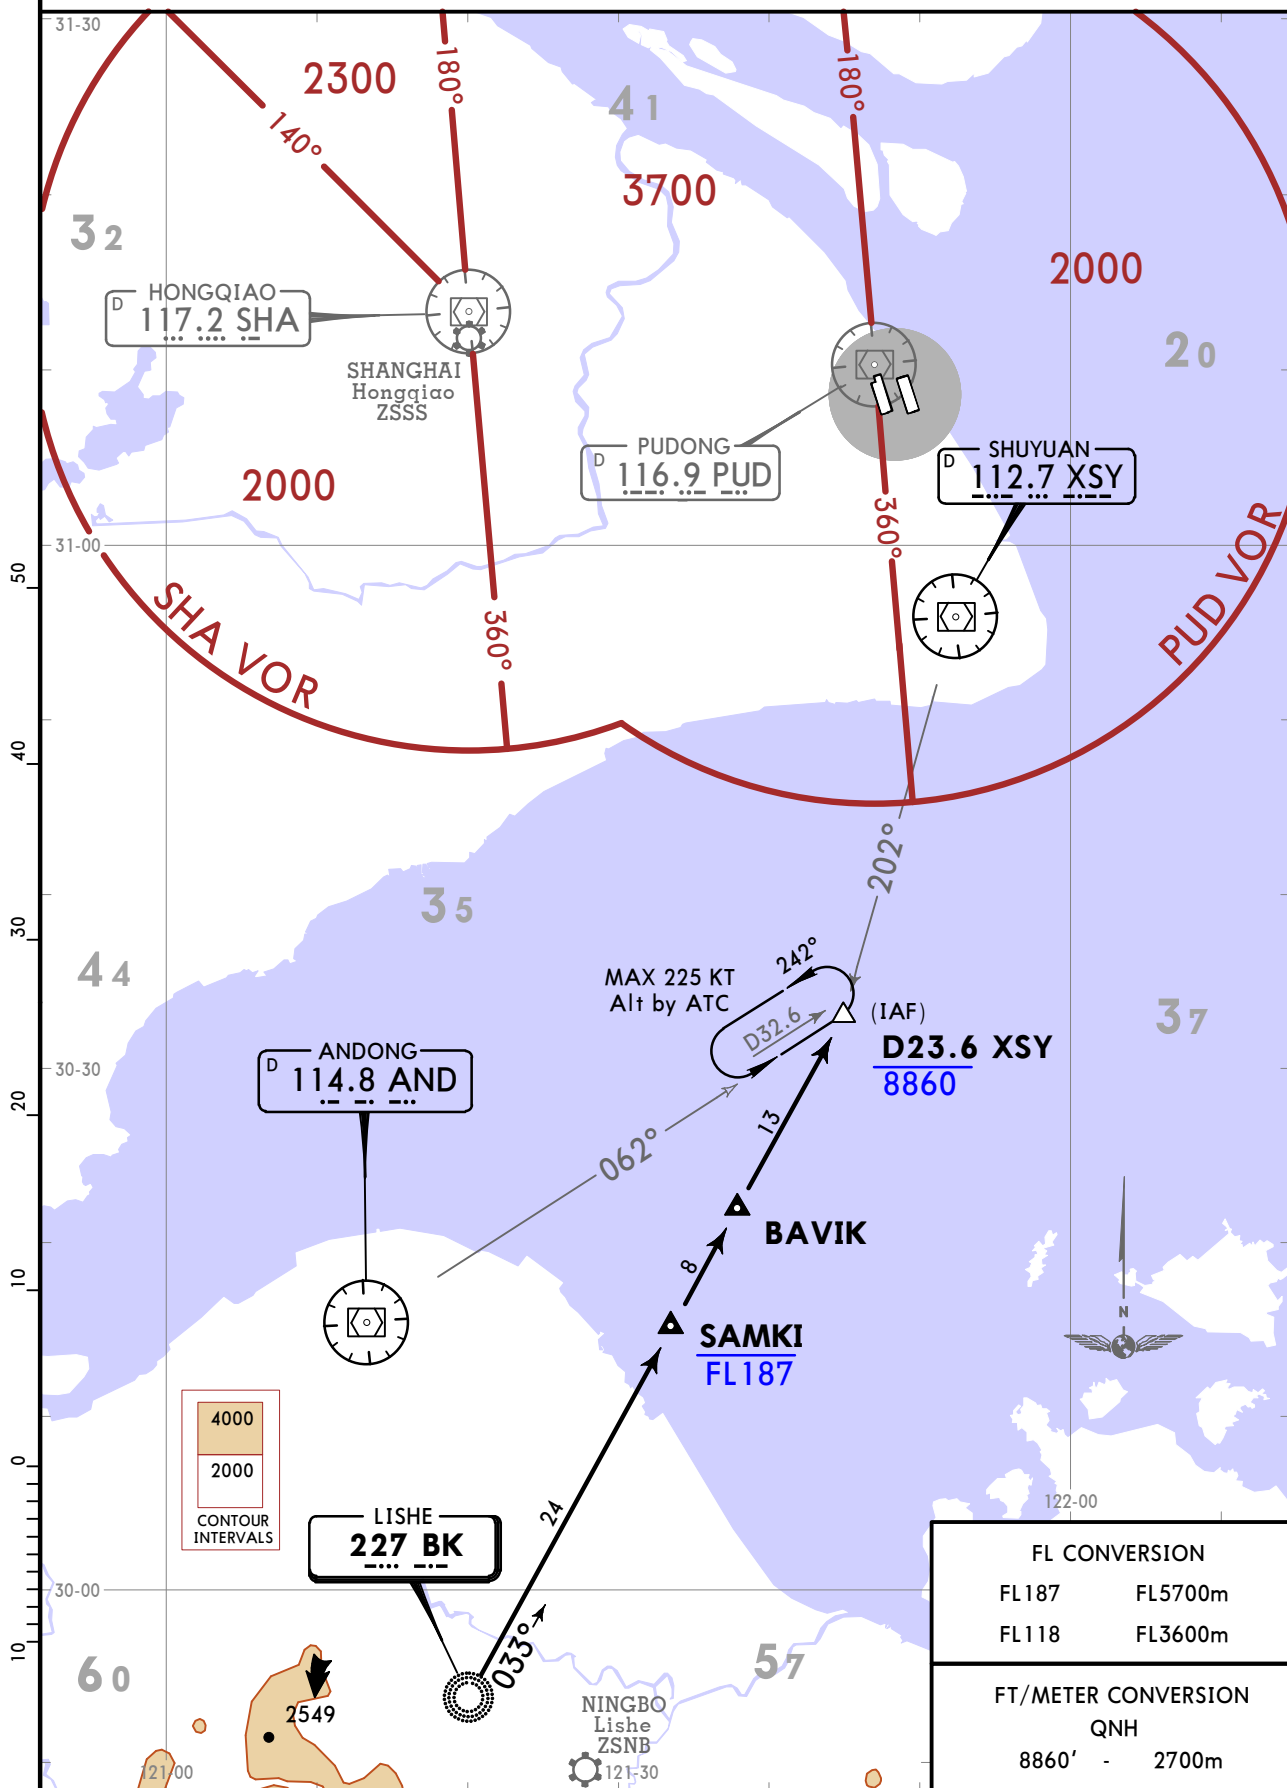 31-30
2300
180°
180°
41
140°
3700
32
2000
HONGQIAO
D 117.2 SHA
SHANGHAI
Hongqiao
ZSSS
20
PUDONG
D 116.9 PUD
SHUYUAN
D 112.7 XSY
2000
360°
31-00
50
SHA VOR
360°
PUD VOR
40
202°
35
30
44
242°
MAX 225 KT
Alt by ATC
D32.6
(IAF)
37
D23.6 XSY
8860
ANDONG
D 114.8 AND
30-30
20
13
062°
BAVIK
8
10
N
SAMKI
FL187
4000
2000
CONTOUR
INTERVALS
0
122-00
24
LISHE
227 BK
30-00
10
033°
60
57
2549
NINGBO
Lishe
ZSNB
121-00
121-30
FL CONVERSION
FL187 FL5700m
FL118 FL3600m
FT/METER CONVERSION
QNH
8860' - 2700m